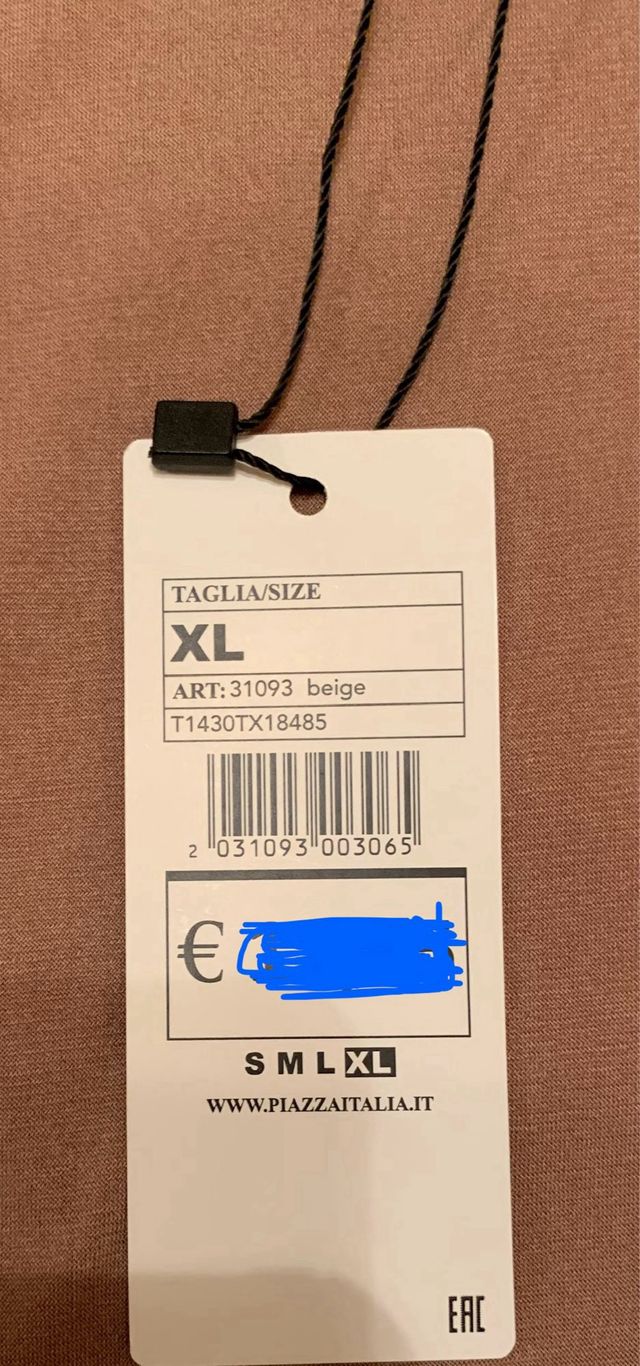 TAGLIA/SIZE
XL
ART: 31093 beige
T1430TX18485
2 031093 003065
€
S M L XL
WWW.PIAZZAITALIA.IT
EAC